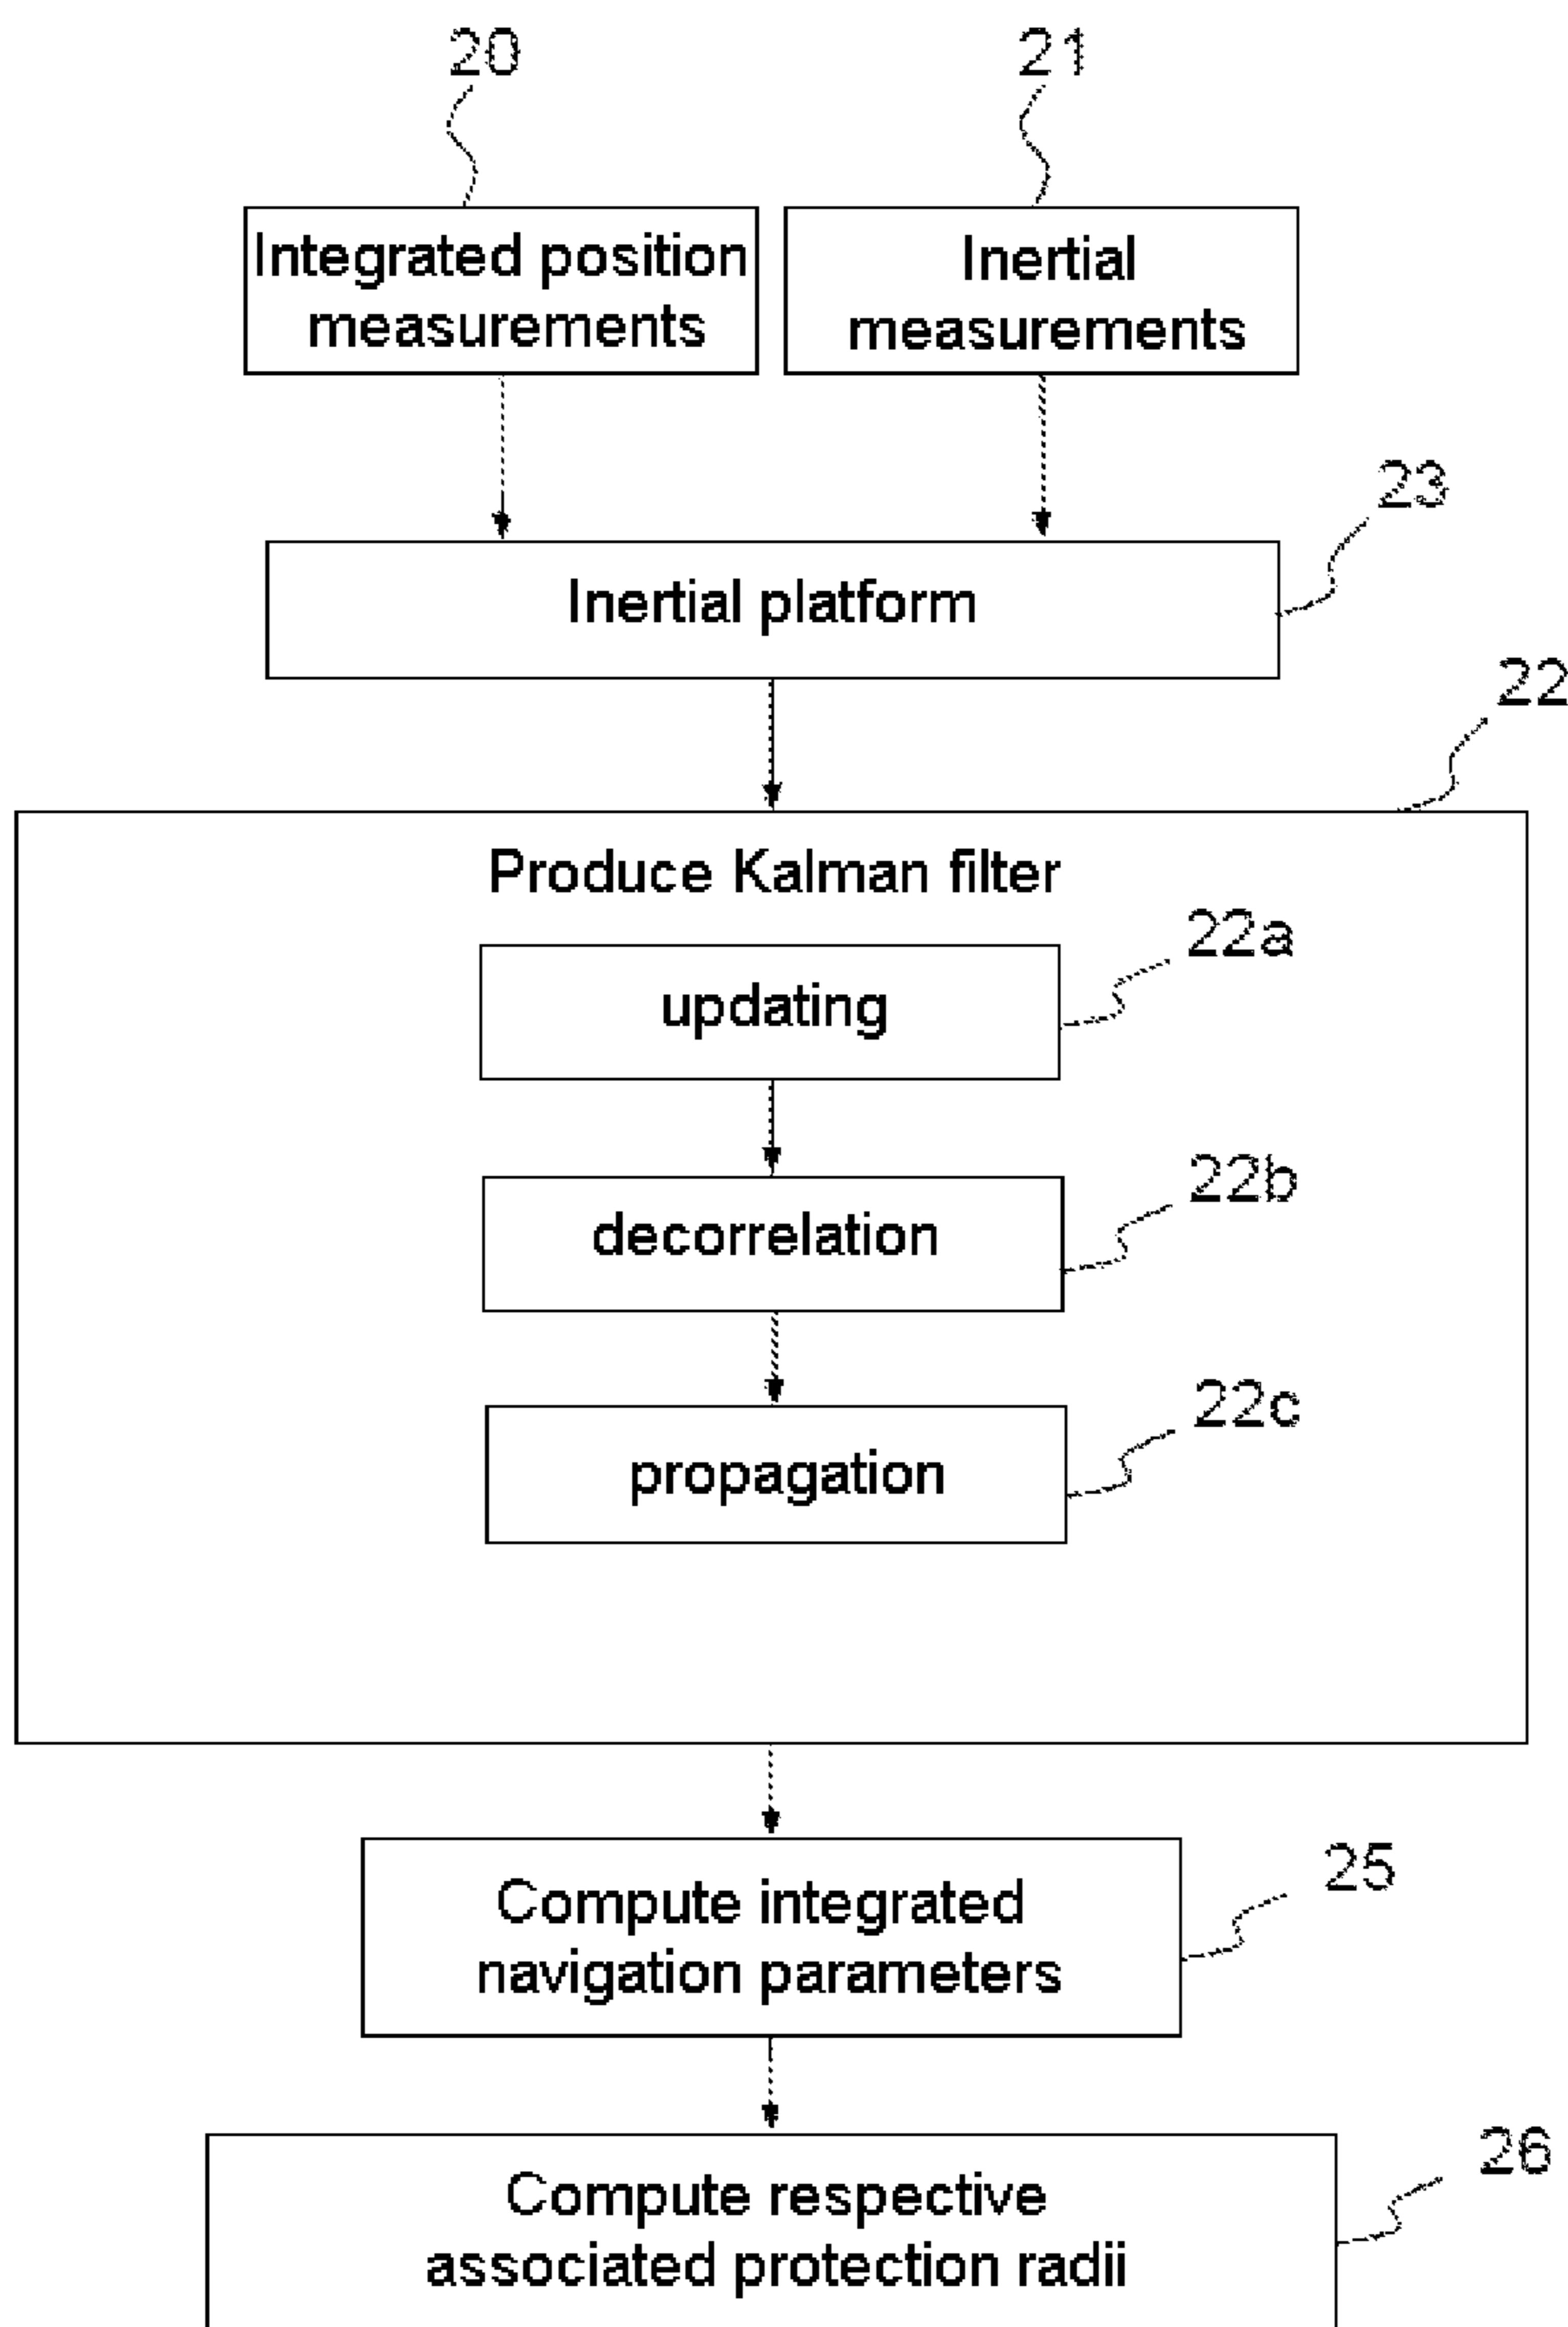 20
21
Integrated position
measurements
Inertial
measurements
23
Inertial platform
22
Produce Kalman filter
22a
updating
22b
decorrelation
22c
propagation
25
Compute integrated
navigation parameters
26
Compute respective
associated protection radii